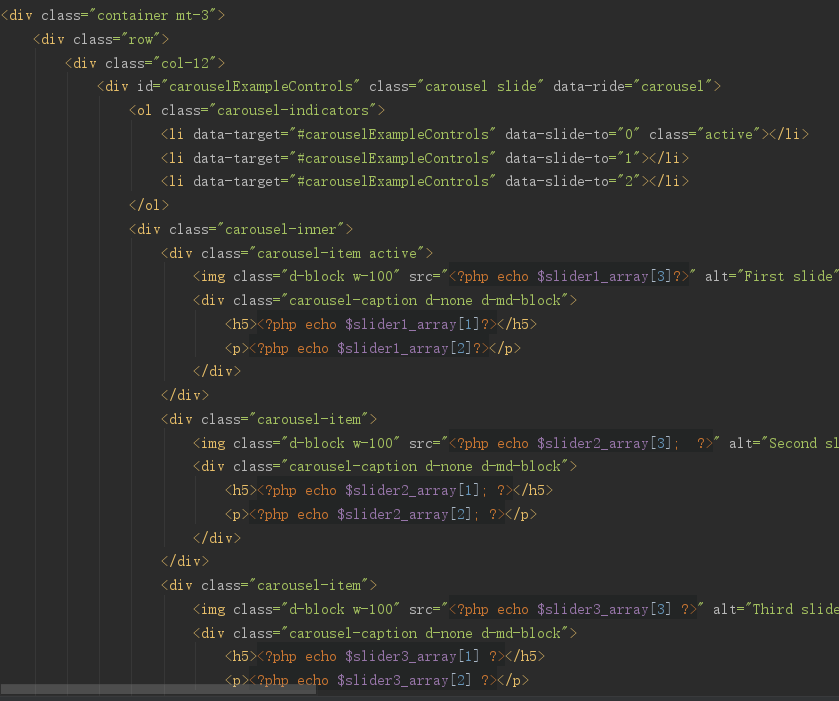 <div class="container mt-3">
<div class="row">
<div class="col-12">
<div id="carouselExampleControls" class="carousel slide" data-ride="carousel">
<ol class="carousel-indicators">
<li data-target="#carouselExampleControls" data-slide-to="0" class="active"></li>
<li data-target="#carouselExampleControls" data-slide-to="1"></li>
<li data-target="#carouselExampleControls" data-slide-to="2"></li>
</ol>
<div class="carousel-inner">
<div class="carousel-item active">
<img class="d-block w-100" src="<?php echo $slider1_array[3]?>" alt="First slide"
<div class="carousel-caption d-none d-md-block">
<h5><?php echo $slider1_array[1]?></h5>
<p><?php echo $slider1_array[2]?></p>
</div>
</div>
<div class="carousel-item">
<img class="d-block w-100" src="<?php echo $slider2_array[3];  ?>" alt="Second sl
<div class="carousel-caption d-none d-md-block">
<h5><?php echo $slider2_array[1]; ?></h5>
<p><?php echo $slider2_array[2]; ?></p>
</div>
</div>
<div class="carousel-item">
<img class="d-block w-100" src="<?php echo $slider3_array[3] ?>" alt="Third slide
<div class="carousel-caption d-none d-md-block">
<h5><?php echo $slider3_array[1] ?></h5>
<p><?php echo $slider3_array[2] ?></p>